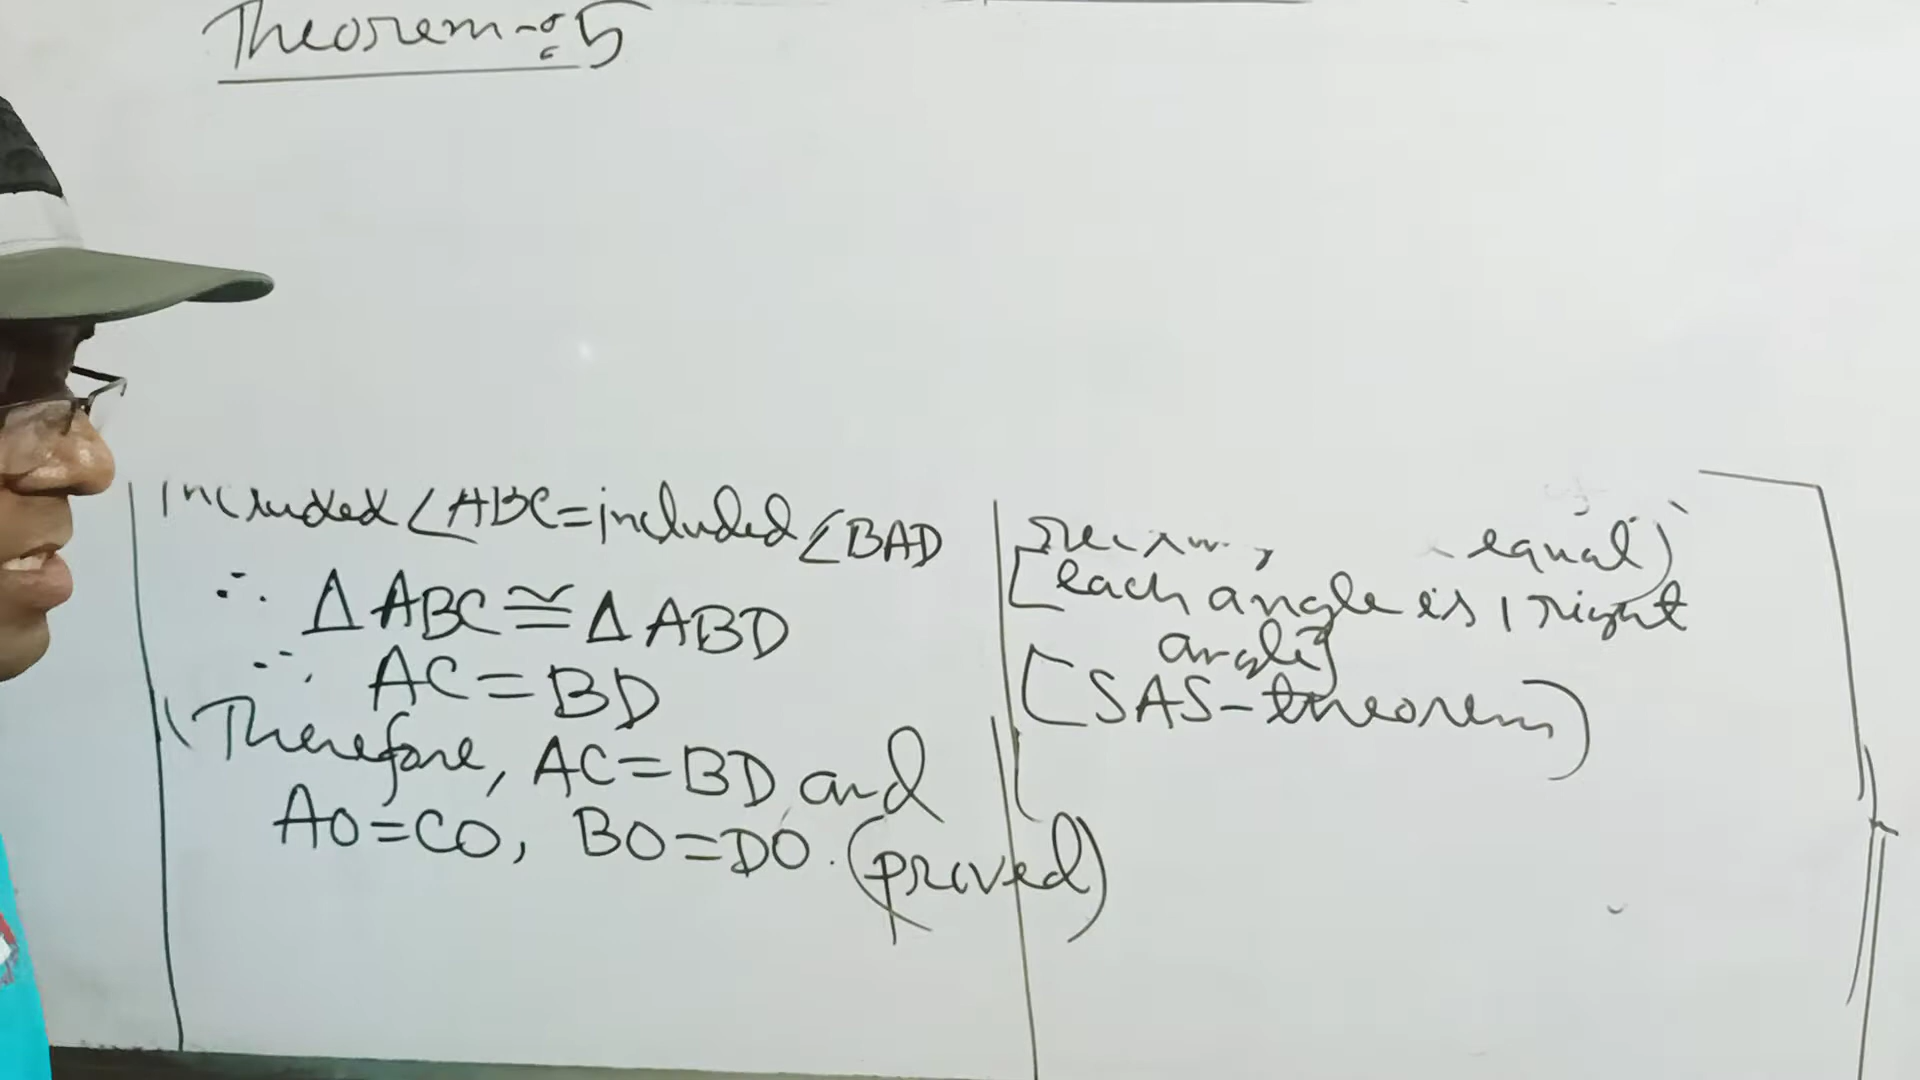 Theorem-:5
included ∠ABC=included ∠BAD
∴ ΔABC≅ΔABD
∴ AC=BD
Therefore, AC=BD and
AO=CO, BO=DO. (proved)
equal)
[each angle is 1 right
angle]
[SAS-theorem)